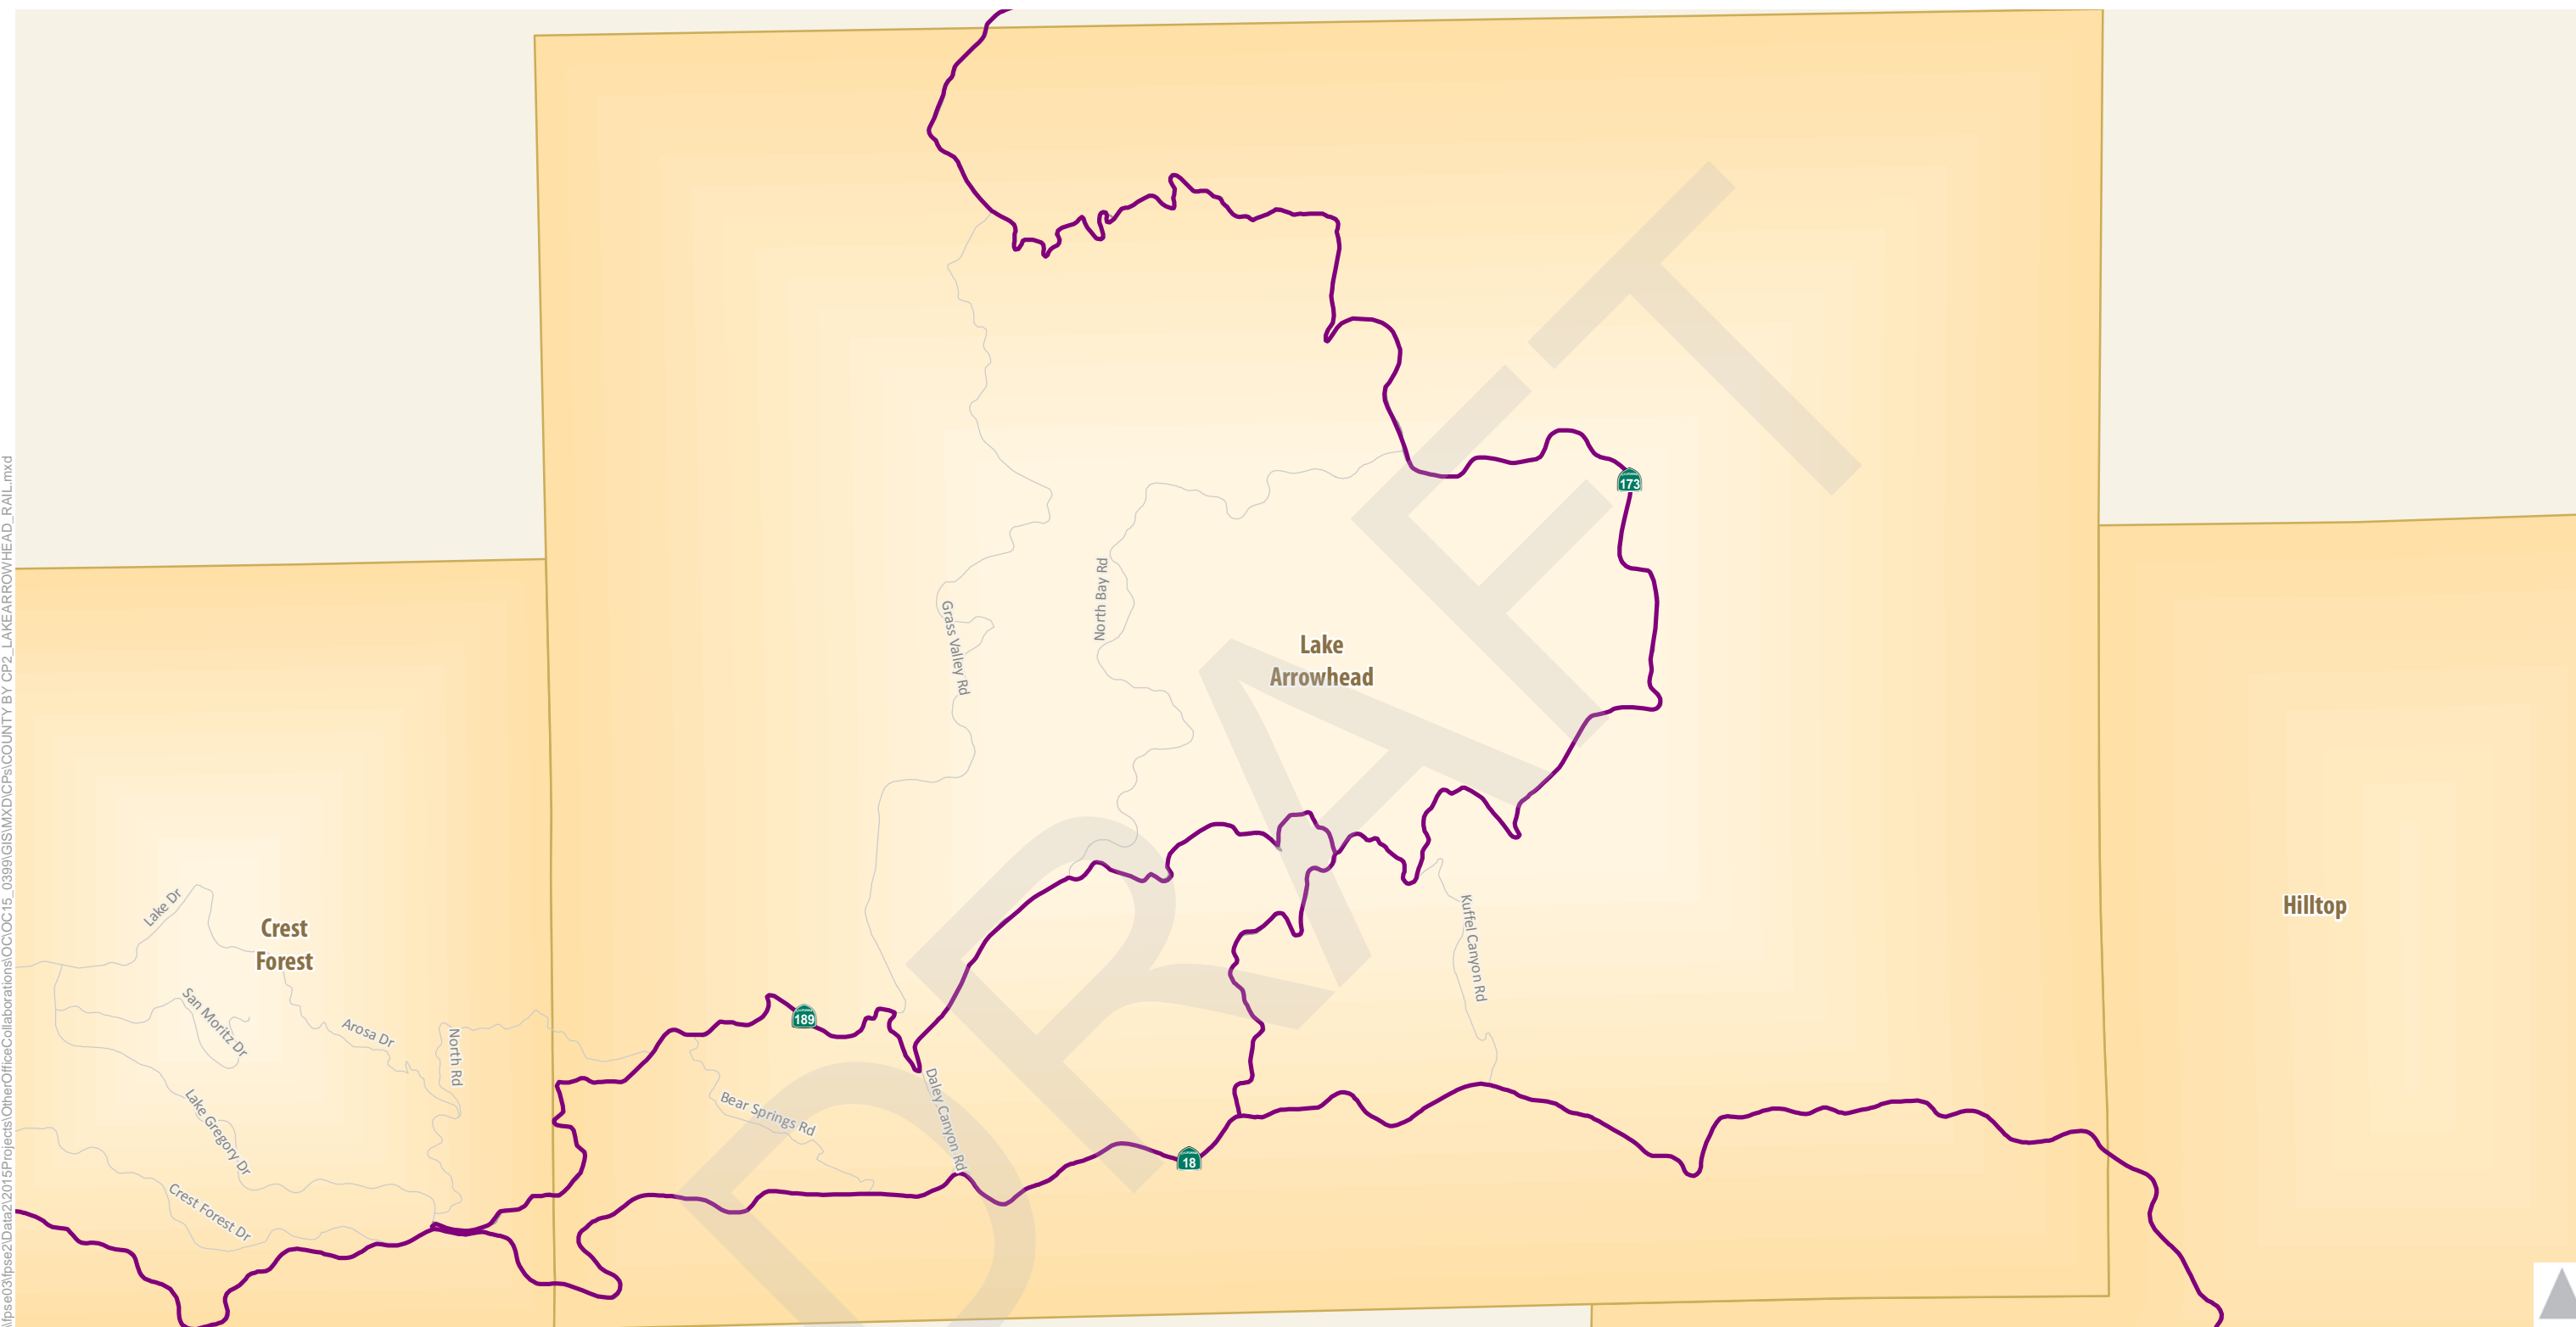 173
Grass Valley Rd
North Bay Rd
Lake
Arrowhead
Lake Dr
Crest
Forest
Hilltop
Kuffel Canyon Rd
San Moritz Dr
Arosa Dr
North Rd
189
Bear Springs Rd
Daley Canyon Rd
Lake Gregory Dr
18
Crest Forest Dr
DRAFT
\fpse03\fpse2\Data2\2015Projects\OtherOfficeCollaborations\OC\OC15_0399\GIS\MXD\CPs\COUNTY BY CP2_LAKEARROWHEAD_RAIL.mxd